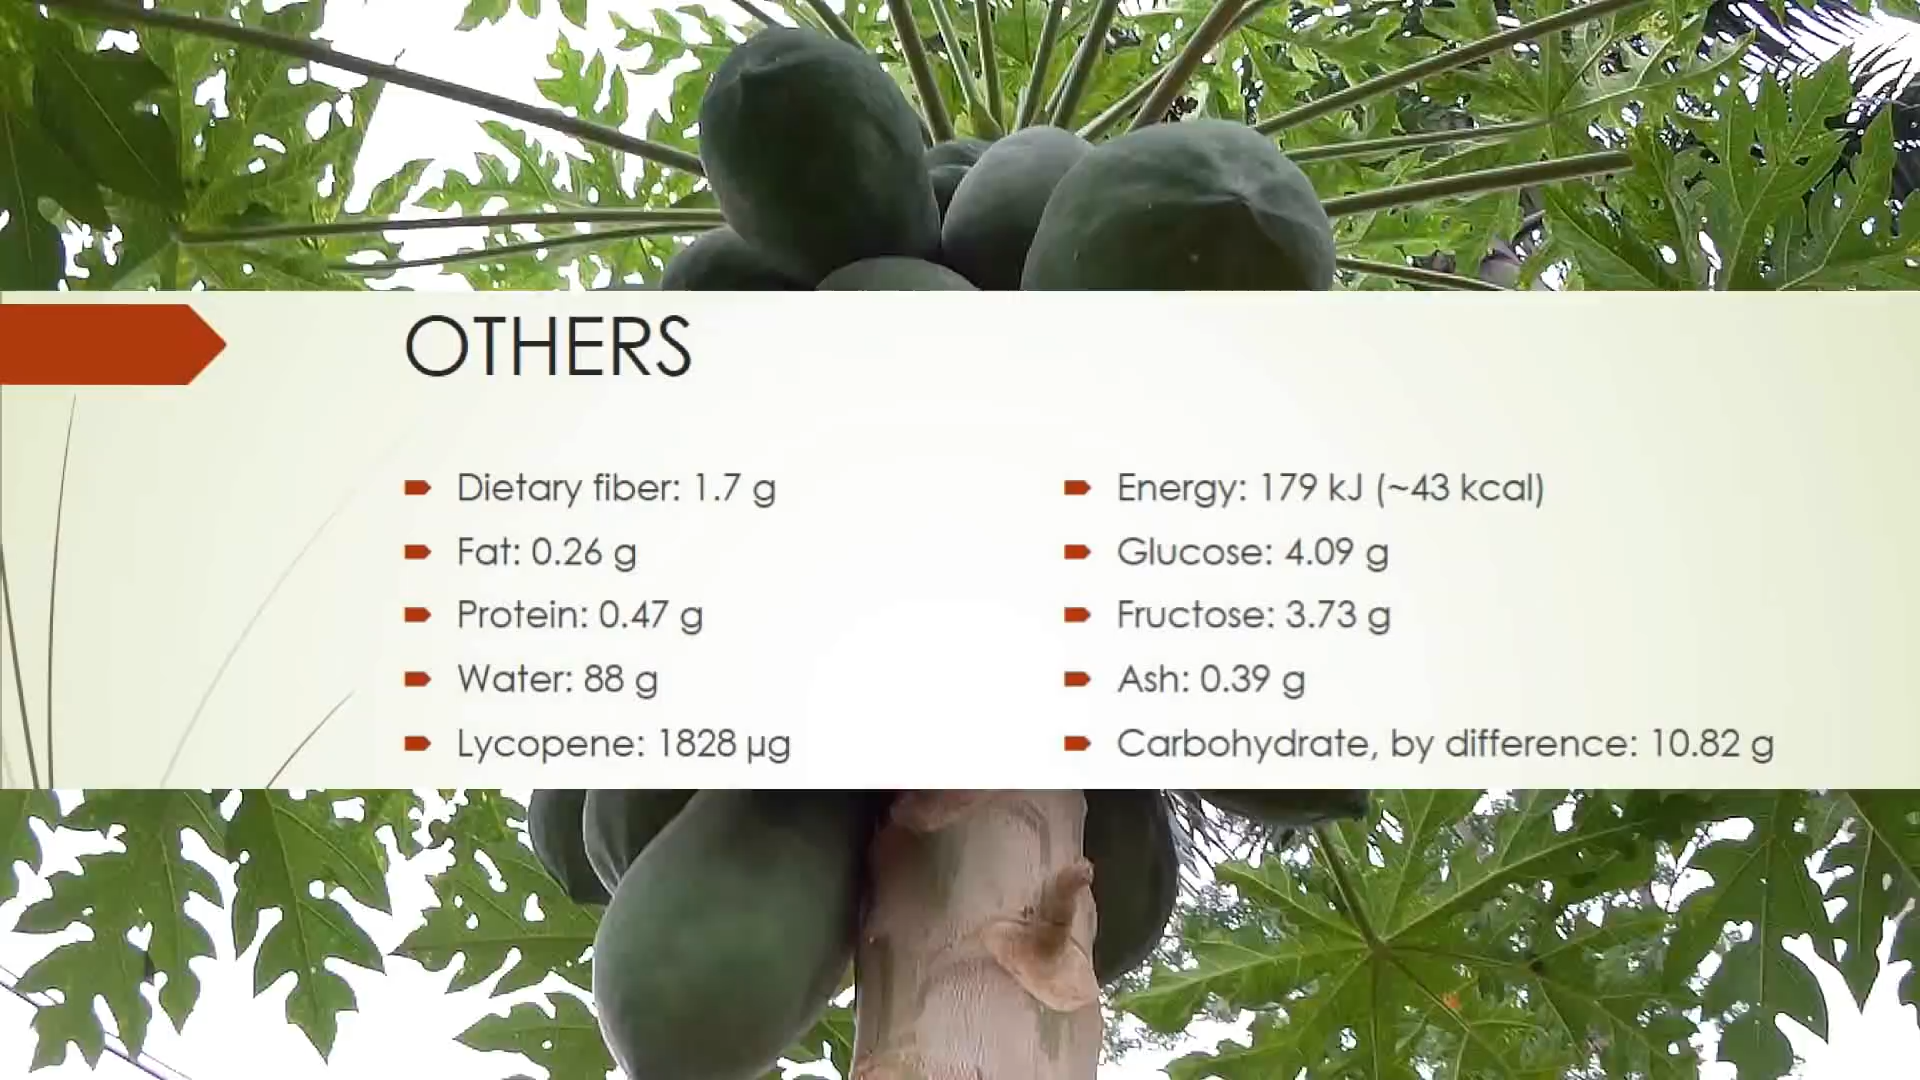 OTHERS
Dietary fiber: 1.7 g
Fat: 0.26 g
Protein: 0.47 g
Water: 88 g
Lycopene: 1828 µg
Energy: 179 kJ (~43 kcal)
Glucose: 4.09 g
Fructose: 3.73 g
Ash: 0.39 g
Carbohydrate, by difference: 10.82 g